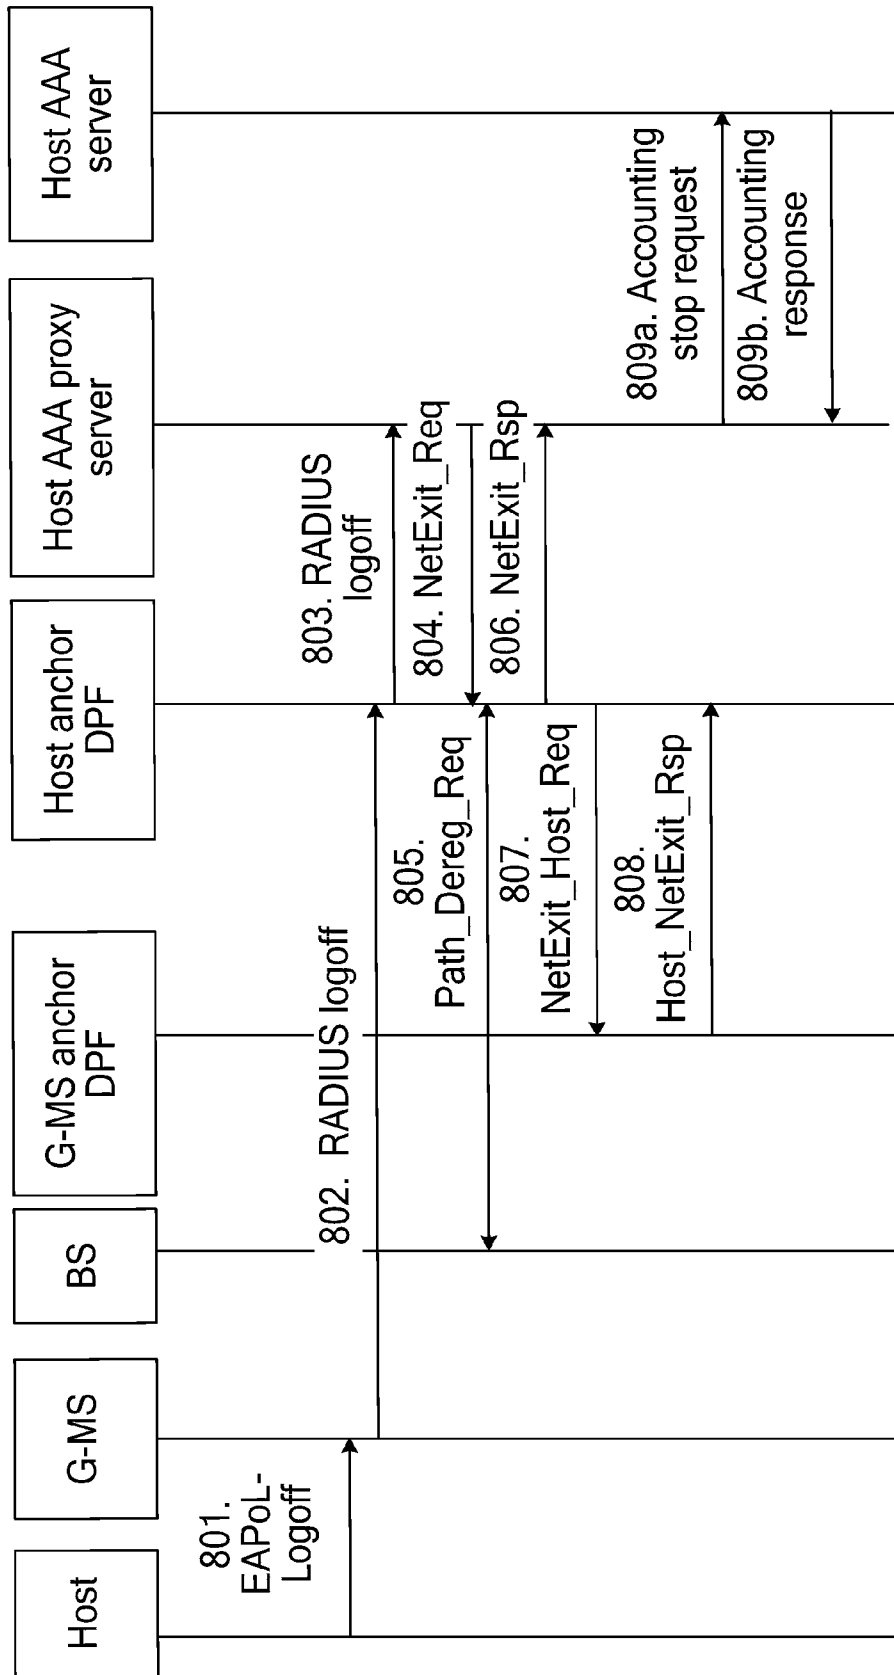 Host
G-MS
BS
G-MS anchor
DPF
Host anchor
DPF
Host AAA proxy
server
Host AAA
server
801.
EAPoL-
Logoff
802. RADIUS logoff
803. RADIUS
logoff
804. NetExit_Req
805.
Path_Dereg_Req
806. NetExit_Rsp
807.
NetExit_Host_Req
808.
Host_NetExit_Rsp
809a. Accounting
stop request
809b. Accounting
response